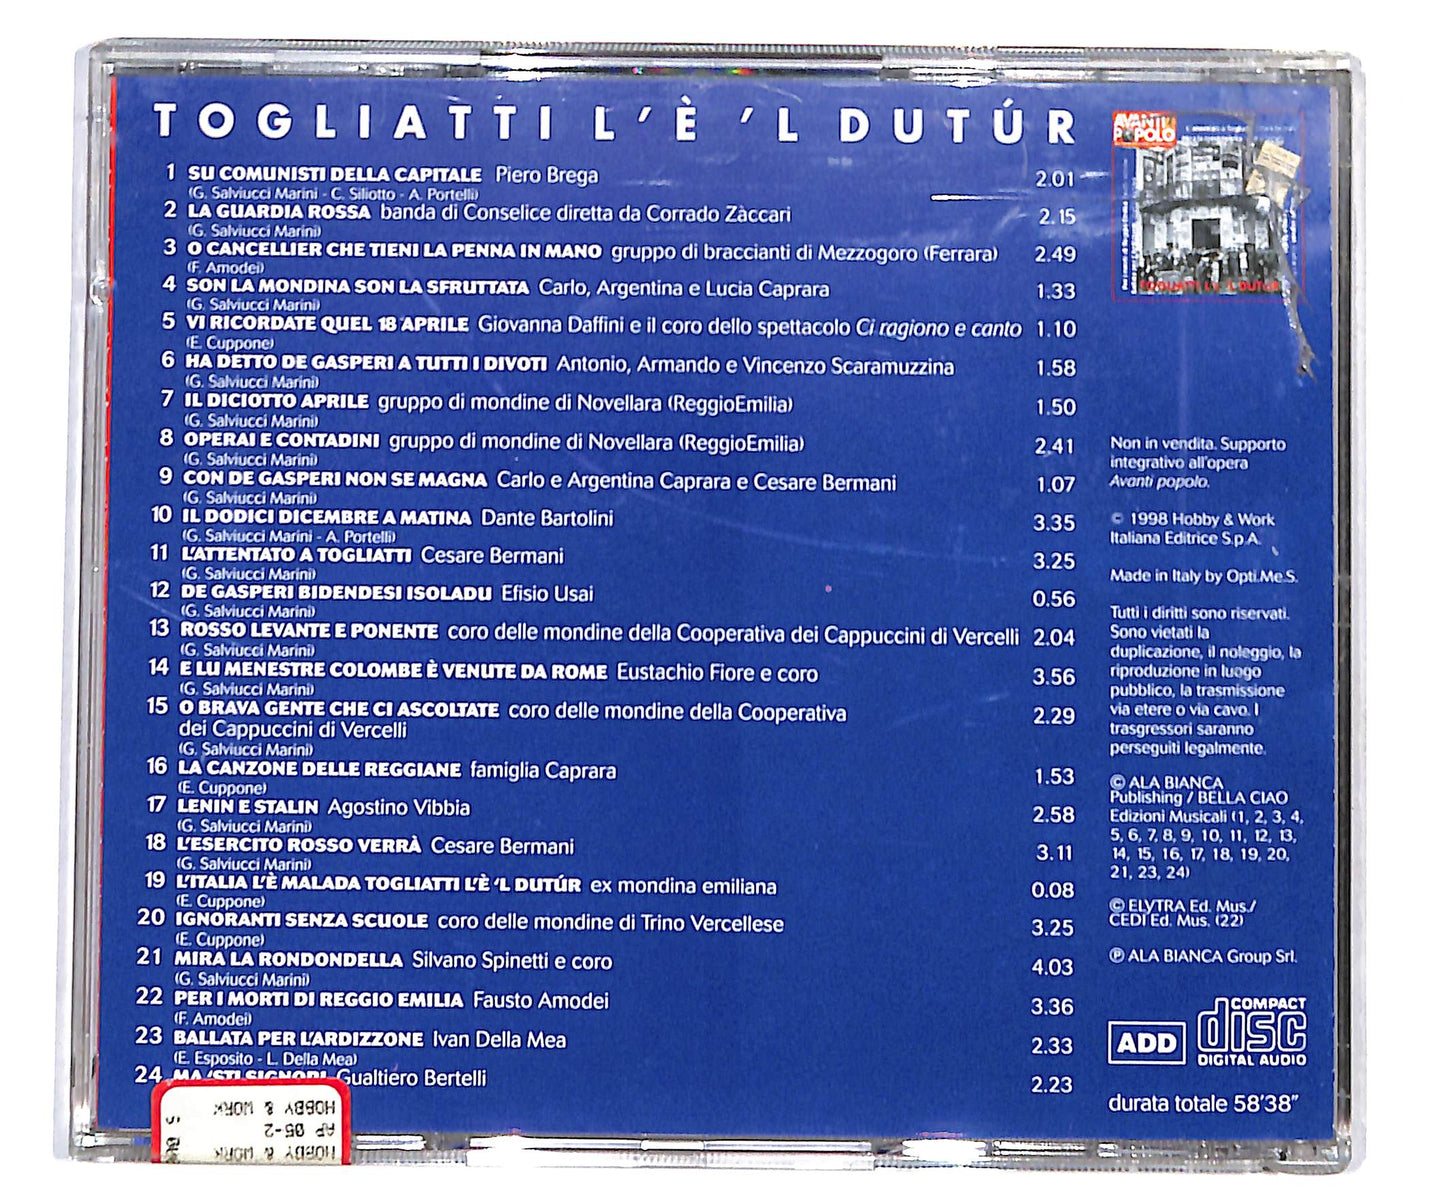 TOGLIATTI L'È 'L DUTÚR
1 SU COMUNISTI DELLA CAPITALE Piero Brega 2.01
(G. Salviucci Marini - C. Siliotto - A. Portelli)
2 LA GUARDIA ROSSA banda di Conselice diretta da Corrado Zàccari 2.15
(G. Salviucci Marini)
3 O CANCELLIER CHE TIENI LA PENNA IN MANO gruppo di braccianti di Mezzogoro (Ferrara) 2.49
(F. Amodei)
4 SON LA MONDINA SON LA SFRUTTATA Carlo, Argentina e Lucia Caprara 1.33
(G. Salviucci Marini)
5 VI RICORDATE QUEL 18 APRILE Giovanna Daffini e il coro dello spettacolo Ci ragiono e canto 1.10
(E. Cuppone)
6 HA DETTO DE GASPERI A TUTTI I DIVOTI Antonio, Armando e Vincenzo Scaramuzzina 1.58
(G. Salviucci Marini)
7 IL DICIOTTO APRILE gruppo di mondine di Novellara (ReggioEmilia) 1.50
(G. Salviucci Marini)
8 OPERAI E CONTADINI gruppo di mondine di Novellara (ReggioEmilia) 2.41
(G. Salviucci Marini)
9 CON DE GASPERI NON SE MAGNA Carlo e Argentina Caprara e Cesare Bermani 1.07
(G. Salviucci Marini)
10 IL DODICI DICEMBRE A MATINA Dante Bartolini 3.35
(G. Salviucci Marini - A. Portelli)
11 L'ATTENTATO A TOGLIATTI Cesare Bermani 3.25
(G. Salviucci Marini)
12 DE GASPERI BIDENDESI ISOLADU Efisio Usai 0.56
(G. Salviucci Marini)
13 ROSSO LEVANTE E PONENTE coro delle mondine della Cooperativa dei Cappuccini di Vercelli 2.04
(G. Salviucci Marini)
14 E LU MENESTRE COLOMBE È VENUTE DA ROME Eustachio Fiore e coro 3.56
(G. Salviucci Marini)
15 O BRAVA GENTE CHE CI ASCOLTATE coro delle mondine della Cooperativa
dei Cappuccini di Vercelli 2.29
(G. Salviucci Marini)
16 LA CANZONE DELLE REGGIANE famiglia Caprara 1.53
(E. Cuppone)
17 LENIN E STALIN Agostino Vibbia 2.58
(G. Salviucci Marini)
18 L'ESERCITO ROSSO VERRÀ Cesare Bermani 3.11
(G. Salviucci Marini)
19 L'ITALIA L'È MALADA TOGLIATTI L'È 'L DUTÚR ex mondina emiliana 0.08
(E. Cuppone)
20 IGNORANTI SENZA SCUOLE coro delle mondine di Trino Vercellese 3.25
(E. Cuppone)
21 MIRA LA RONDONDELLA Silvano Spinetti e coro 4.03
(G. Salviucci Marini)
22 PER I MORTI DI REGGIO EMILIA Fausto Amodei 3.36
(F. Amodei)
23 BALLATA PER L'ARDIZZONE Ivan Della Mea 2.33
(E. Esposito - L. Della Mea)
24 MA 'STI SIGNORI Gualtiero Bertelli 2.23
HOBBY & WORK
AP 05-2
HOBBY & WORK
AVANTI
POPOLO
TOGLIATTI L'È 'L DUTÚR
Non in vendita. Supporto
integrativo all'opera
Avanti popolo.
© 1998 Hobby & Work
Italiana Editrice S.p.A.
Made in Italy by Opti.Me.S.
Tutti i diritti sono riservati.
Sono vietati la
duplicazione, il noleggio, la
riproduzione in luogo
pubblico, la trasmissione
via etere o via cavo. I
trasgressori saranno
perseguiti legalmente.
© ALA BIANCA
Publishing / BELLA CIAO
Edizioni Musicali (1, 2, 3, 4,
5, 6, 7, 8, 9, 10, 11, 12, 13,
14, 15, 16, 17, 18, 19, 20,
21, 23, 24)
© ELYTRA Ed. Mus./
CEDI Ed. Mus. (22)
℗ ALA BIANCA Group Srl.
ADD
COMPACT
disc
DIGITAL AUDIO
durata totale 58'38"